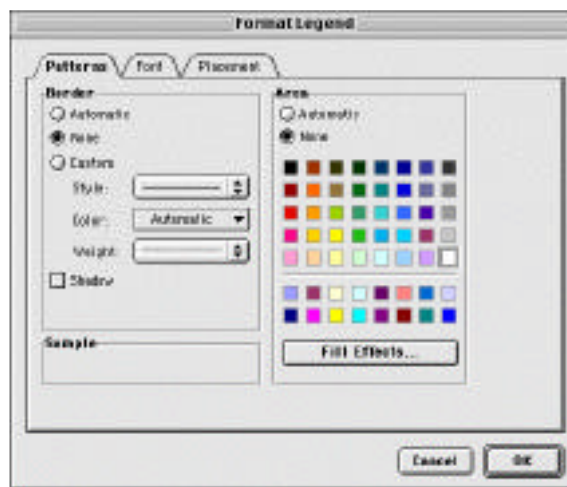 Format Legend
Patterns Font Placement
Border
Automatic
None
Custom
Style:
Color: Automatic
Weight:
Shadow
Sample
Area
Automatic
None
Fill Effects...
Cancel OK